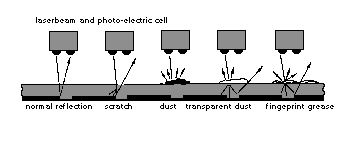 laserbeam and photo-electric cell
normal reflection scratch dust transparent dust fingerprint grease